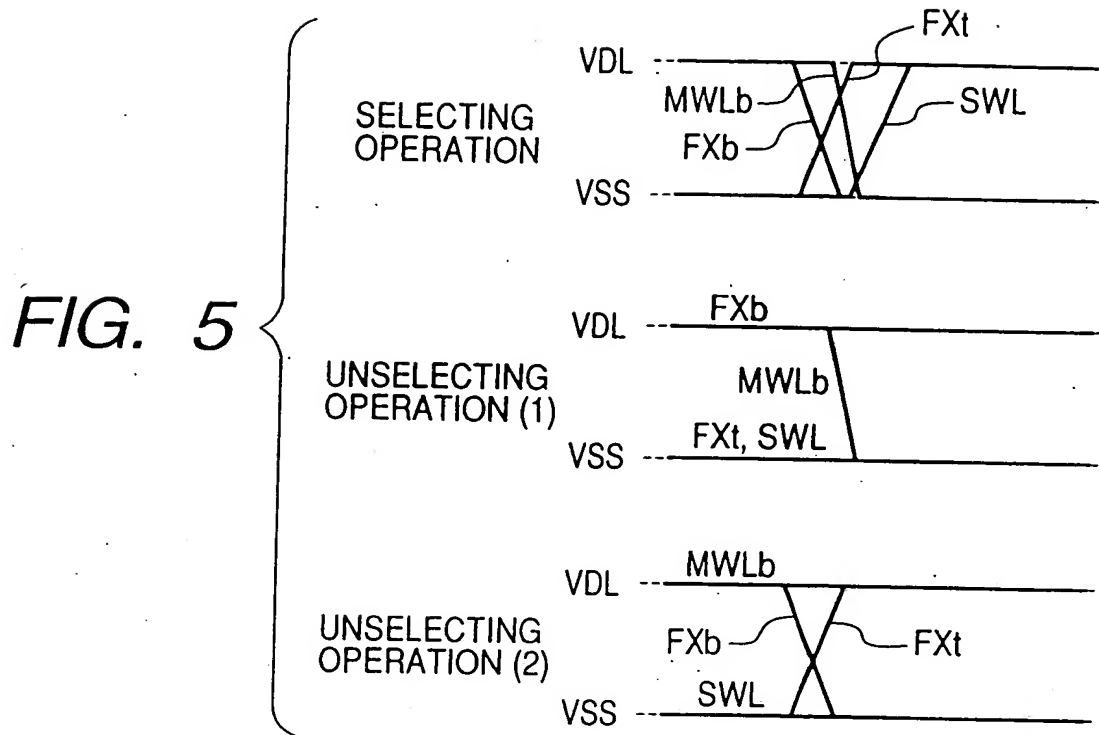 FIG. 5
SELECTING
OPERATION
VDL
VSS
FXt
MWLb
SWL
FXb
UNSELECTING
OPERATION (1)
VDL
VSS
FXb
MWLb
FXt, SWL
UNSELECTING
OPERATION (2)
VDL
VSS
MWLb
FXb
FXt
SWL